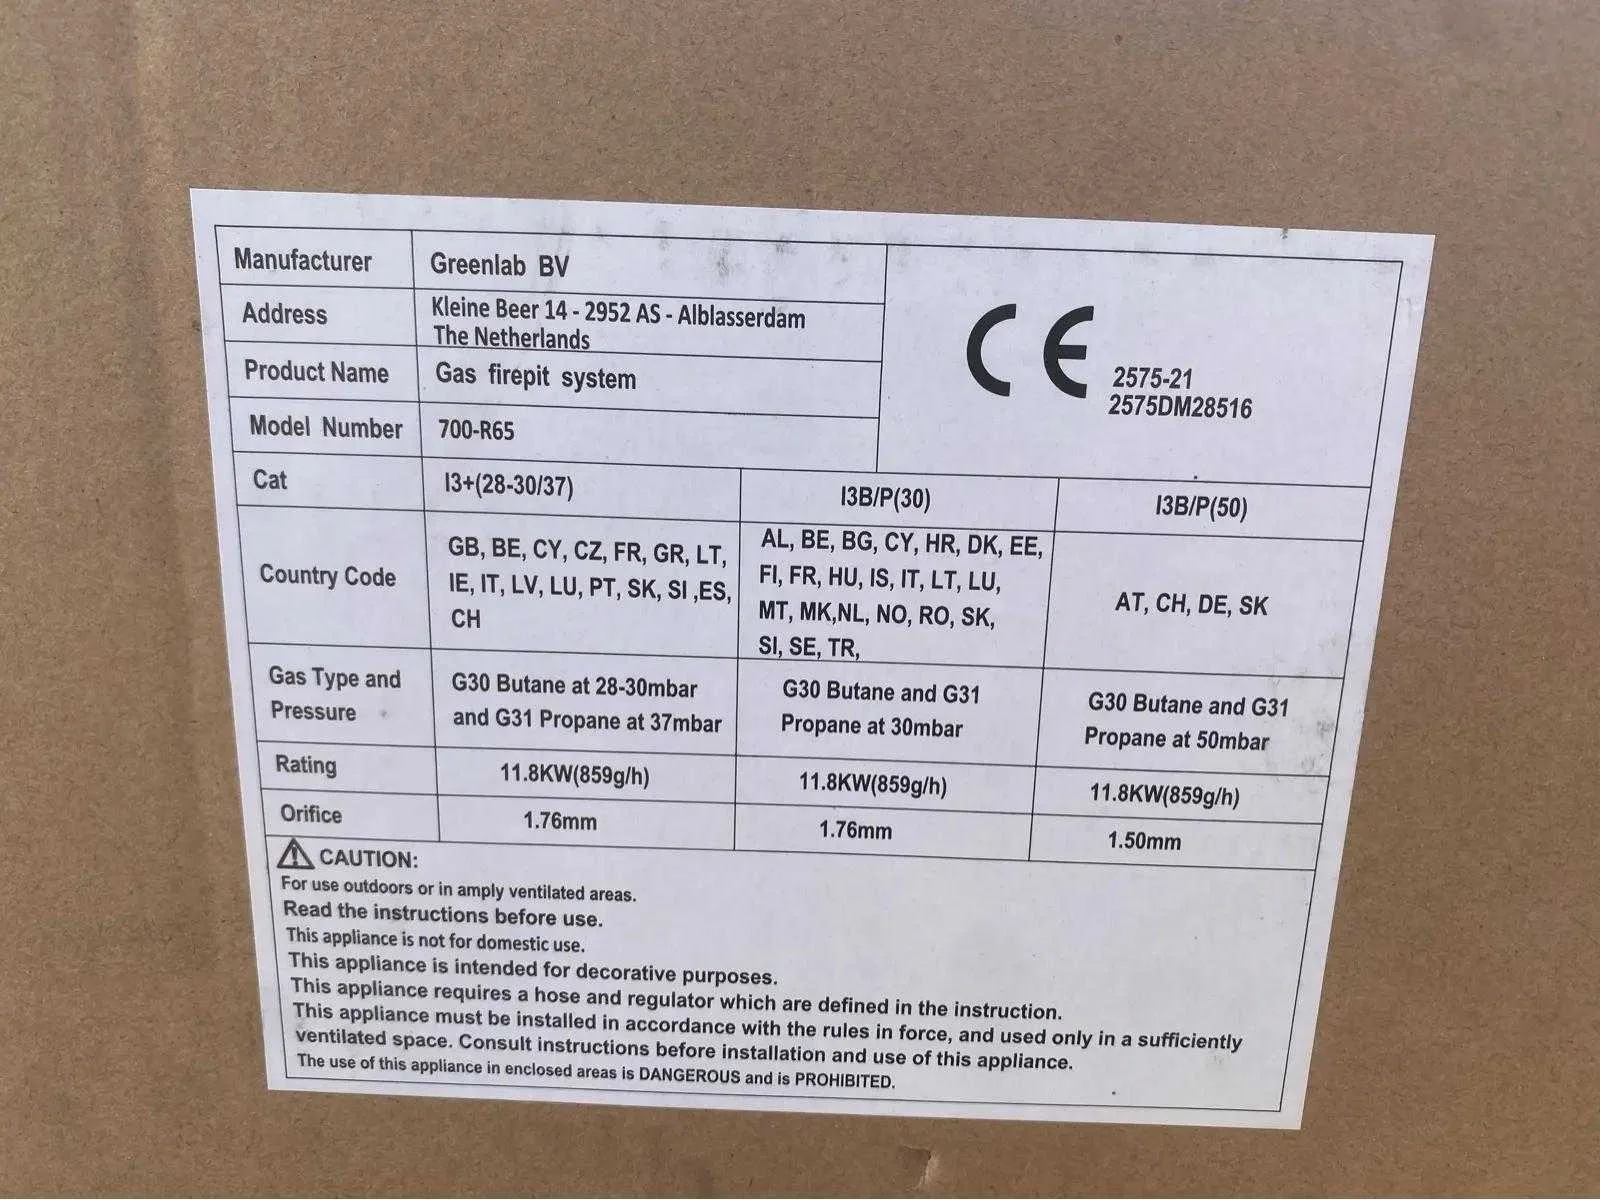 Manufacturer Greenlab BV
Address Kleine Beer 14 - 2952 AS - Alblasserdam
The Netherlands
Product Name Gas firepit system
Model Number 700-R65
CE 2575-21
2575DM28516
Cat I3+(28-30/37) I3B/P(30) I3B/P(50)
Country Code
GB, BE, CY, CZ, FR, GR, LT,
IE, IT, LV, LU, PT, SK, SI ,ES,
CH
AL, BE, BG, CY, HR, DK, EE,
FI, FR, HU, IS, IT, LT, LU,
MT, MK,NL, NO, RO, SK,
SI, SE, TR,
AT, CH, DE, SK
Gas Type and
Pressure
G30 Butane at 28-30mbar
and G31 Propane at 37mbar
G30 Butane and G31
Propane at 30mbar
G30 Butane and G31
Propane at 50mbar
Rating 11.8KW(859g/h) 11.8KW(859g/h) 11.8KW(859g/h)
Orifice 1.76mm 1.76mm 1.50mm
CAUTION:
For use outdoors or in amply ventilated areas.
Read the instructions before use.
This appliance is not for domestic use.
This appliance is intended for decorative purposes.
This appliance requires a hose and regulator which are defined in the instruction.
This appliance must be installed in accordance with the rules in force, and used only in a sufficiently
ventilated space. Consult instructions before installation and use of this appliance.
The use of this appliance in enclosed areas is DANGEROUS and is PROHIBITED.